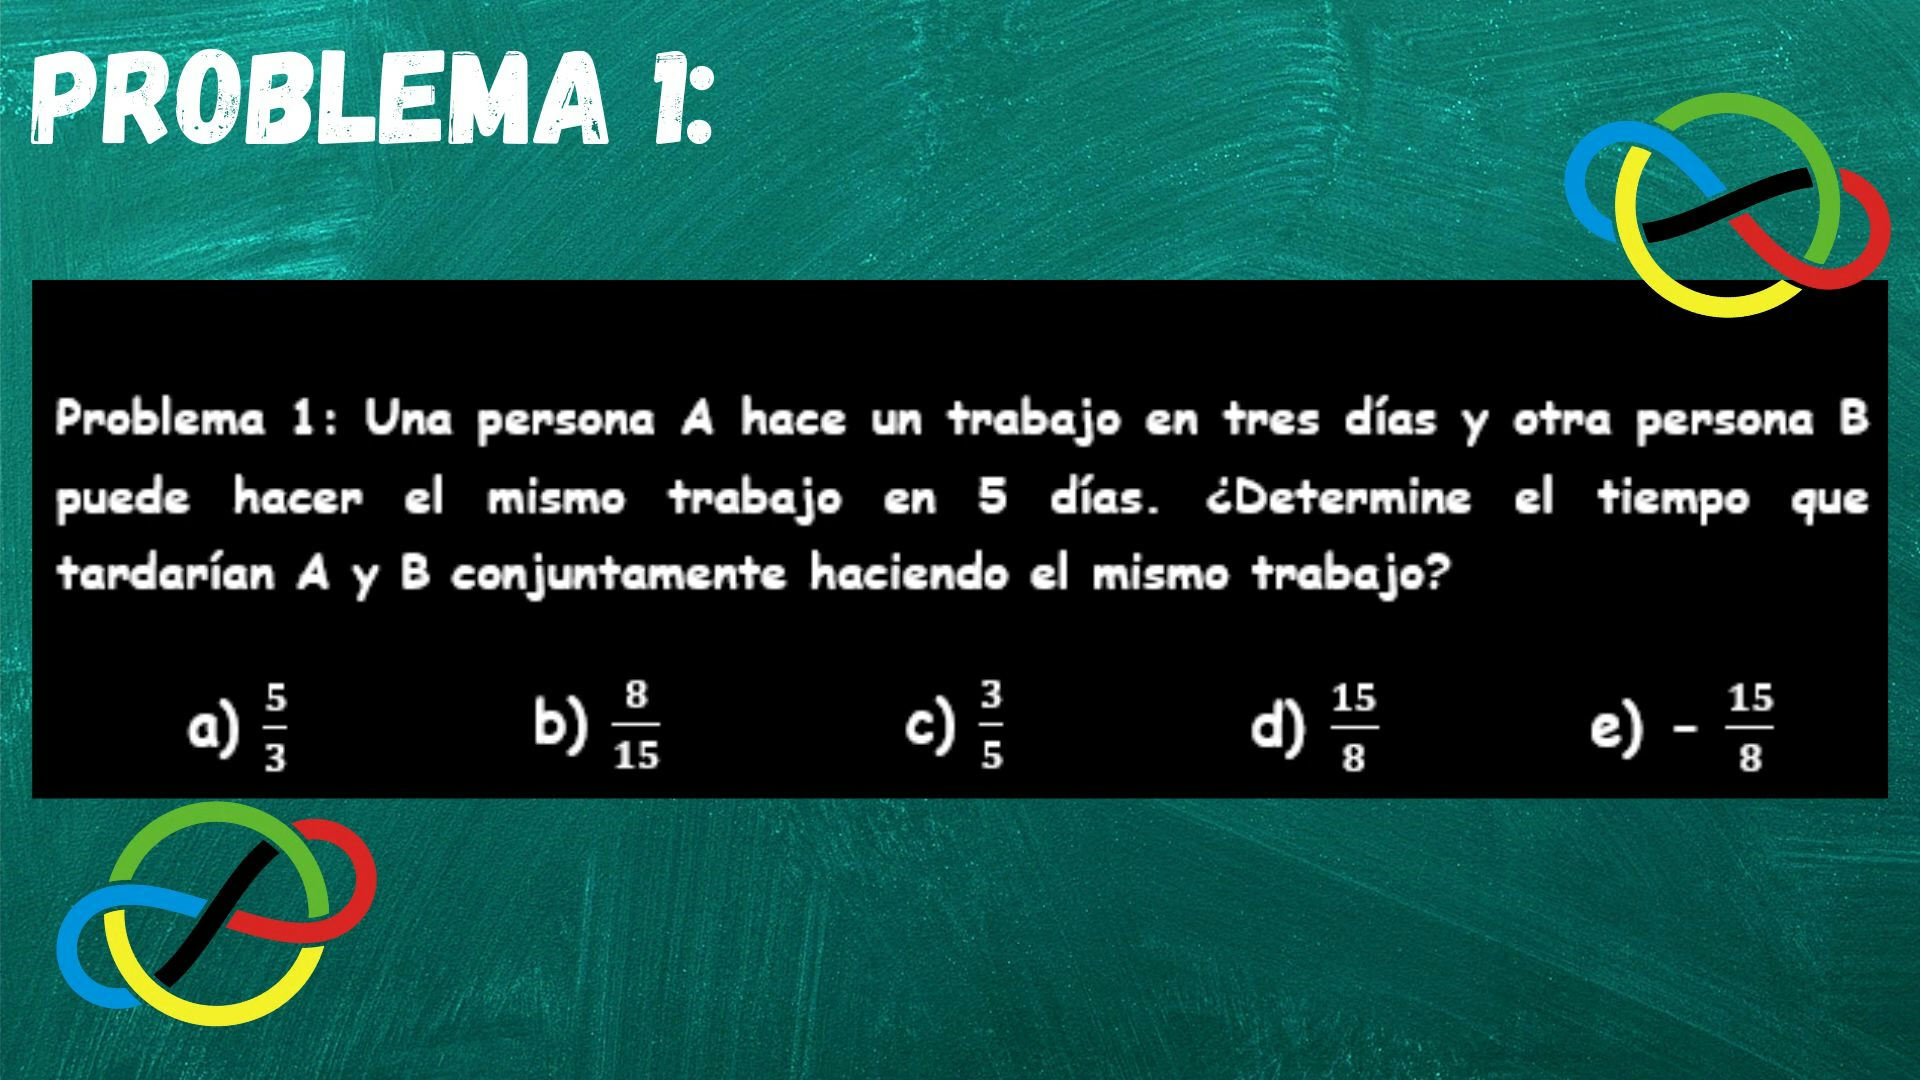 PROBLEMA 1:
Problema 1: Una persona A hace un trabajo en tres días y otra persona B
puede hacer el mismo trabajo en 5 días. ¿Determine el tiempo que
tardarían A y B conjuntamente haciendo el mismo trabajo?
a) 5/3 b) 8/15 c) 3/5 d) 15/8 e) - 15/8